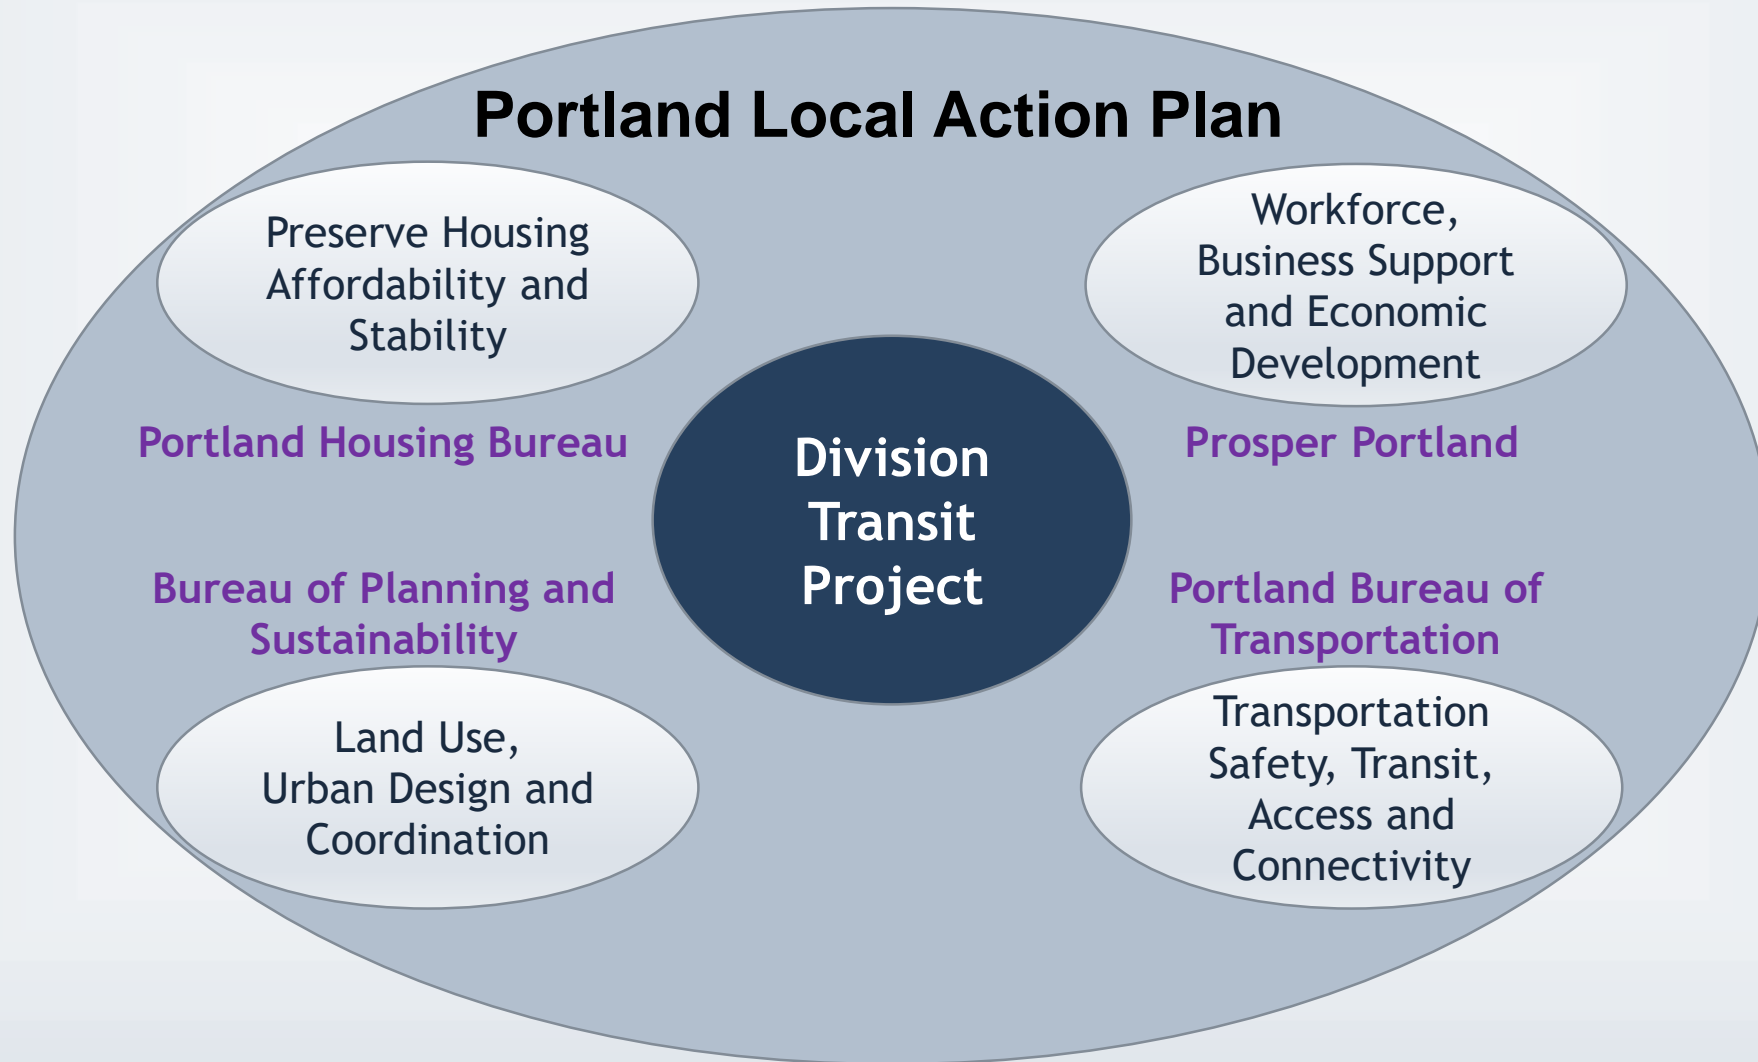 Portland Local Action Plan
Preserve Housing
Affordability and
Stability
Workforce,
Business Support
and Economic
Development
Portland Housing Bureau
Prosper Portland
Division
Transit
Project
Bureau of Planning and
Sustainability
Portland Bureau of
Transportation
Land Use,
Urban Design and
Coordination
Transportation
Safety, Transit,
Access and
Connectivity